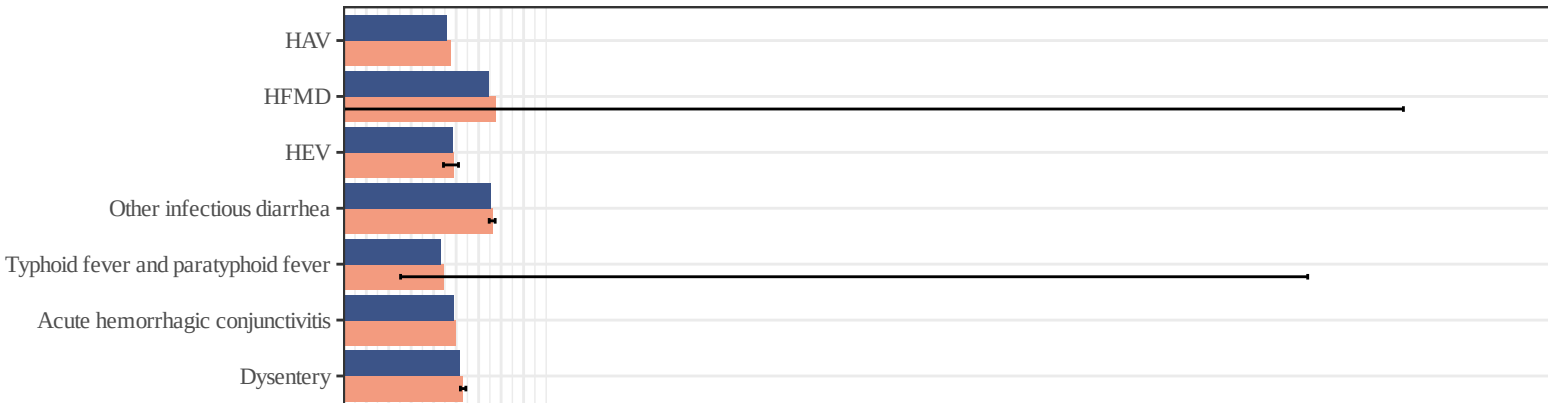 HAV
HFMD
HEV
Other infectious diarrhea
Typhoid fever and paratyphoid fever
Acute hemorrhagic conjunctivitis
Dysentery